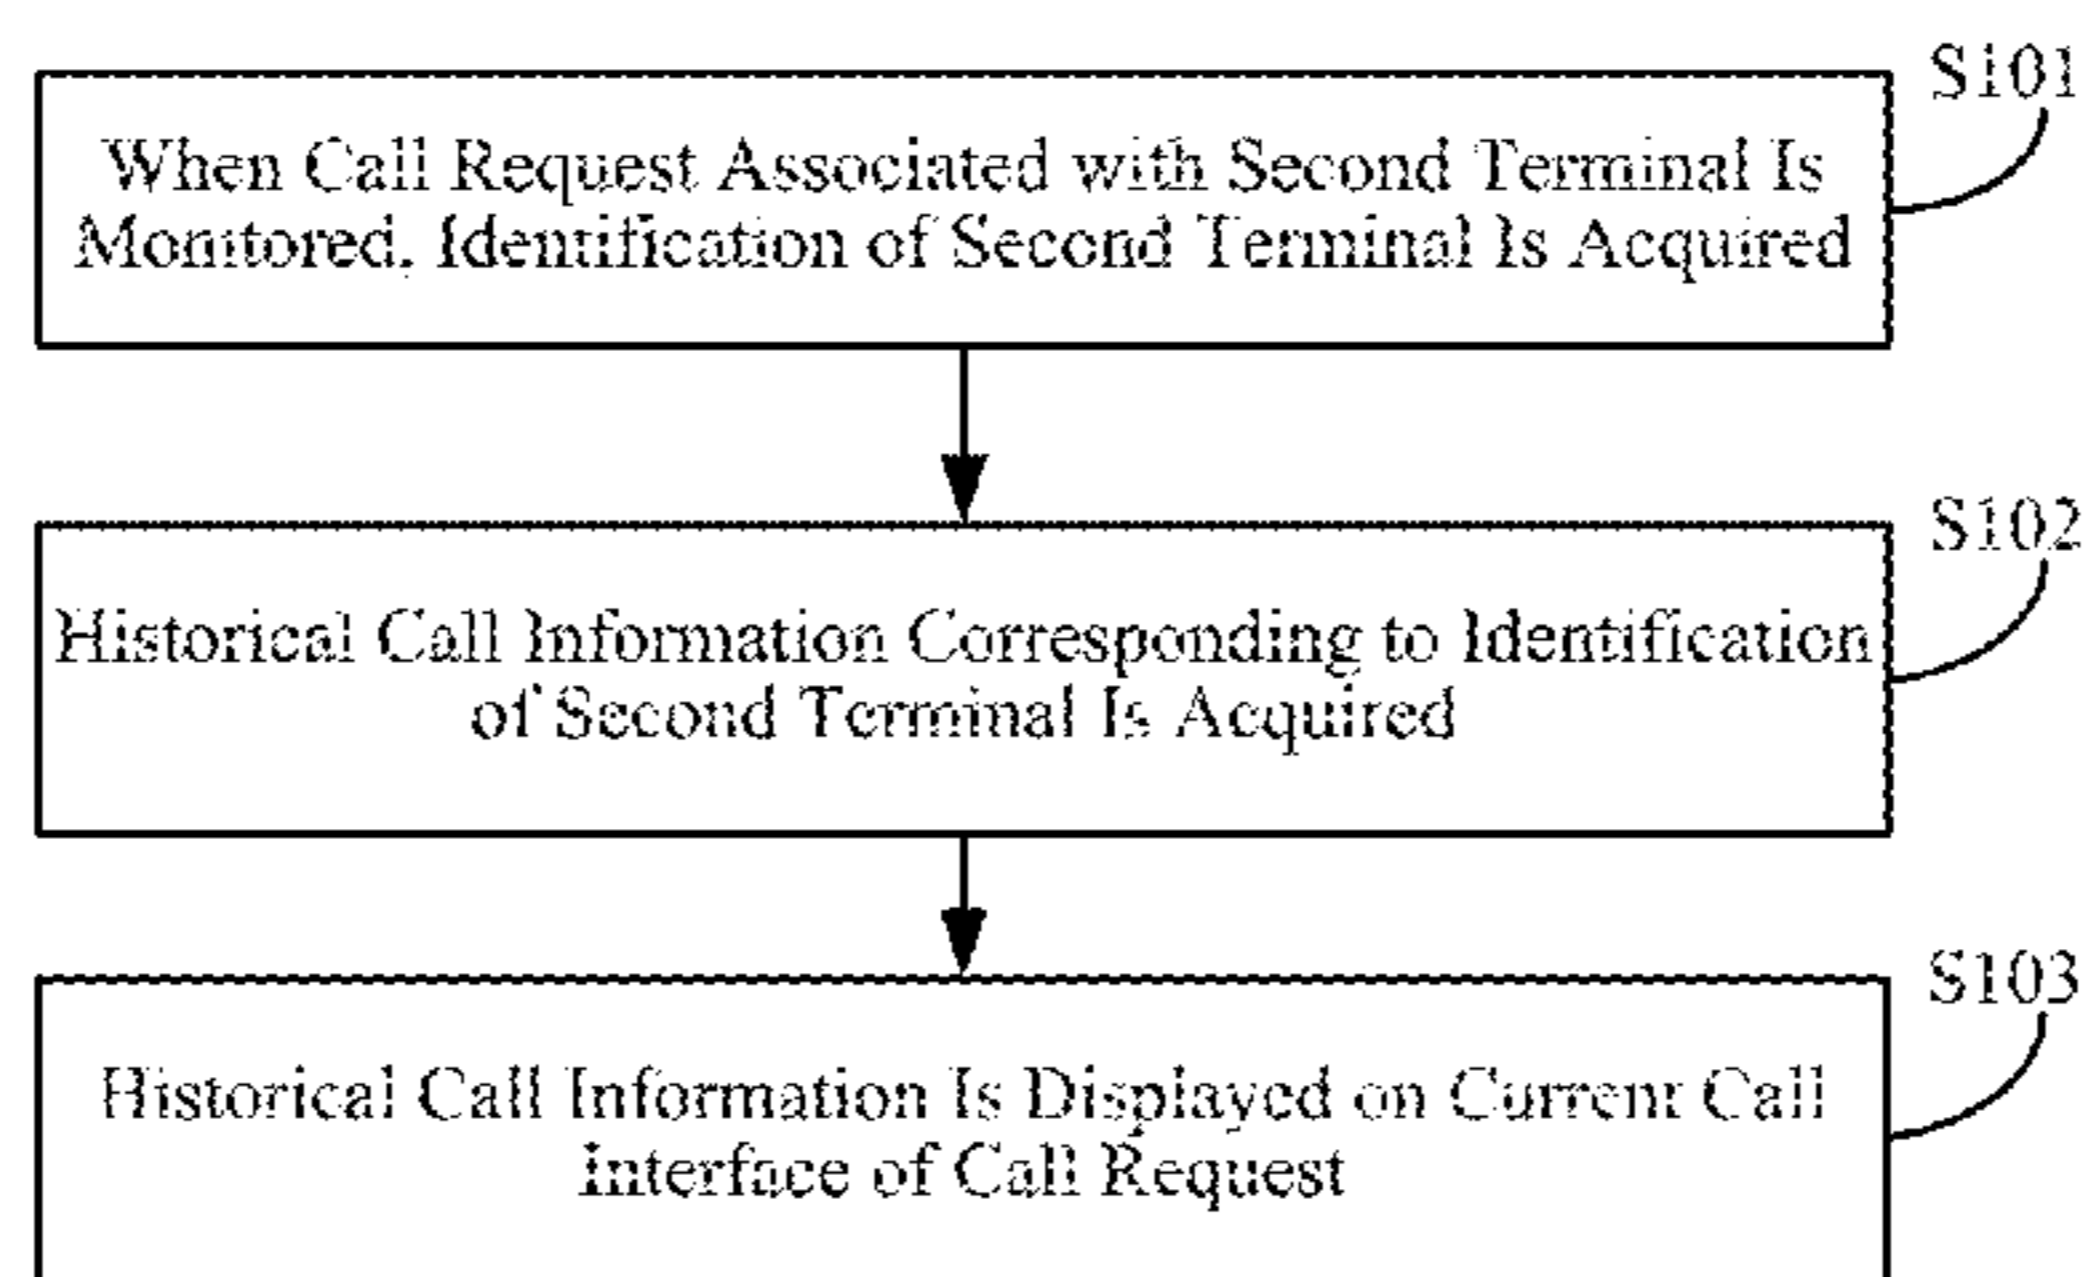 S101
When Call Request Associated with Second Terminal Is
Monitored, Identification of Second Terminal Is Acquired
S102
Historical Call Information Corresponding to Identification
of Second Terminal Is Acquired
S103
Historical Call Information Is Displayed on Current Call
Interface of Call Request